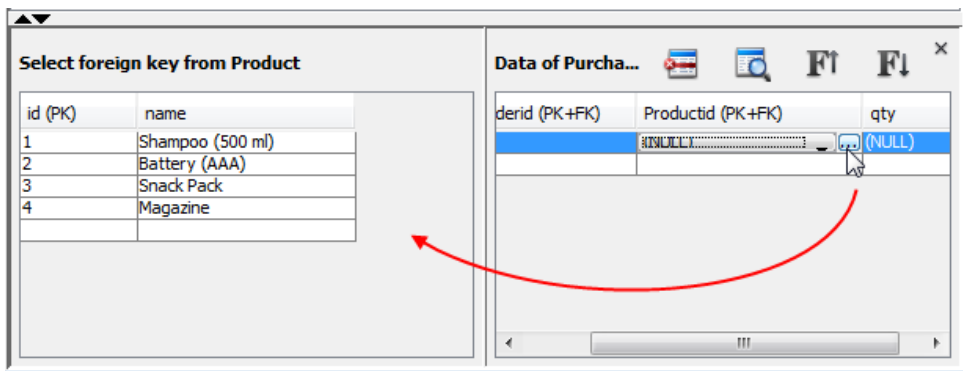 Select foreign key from Product
id (PK) name
1 Shampoo (500 ml)
2 Battery (AAA)
3 Snack Pack
4 Magazine
Data of Purcha... F F
derid (PK+FK) Productid (PK+FK) qty
(NULL) ... (NULL)